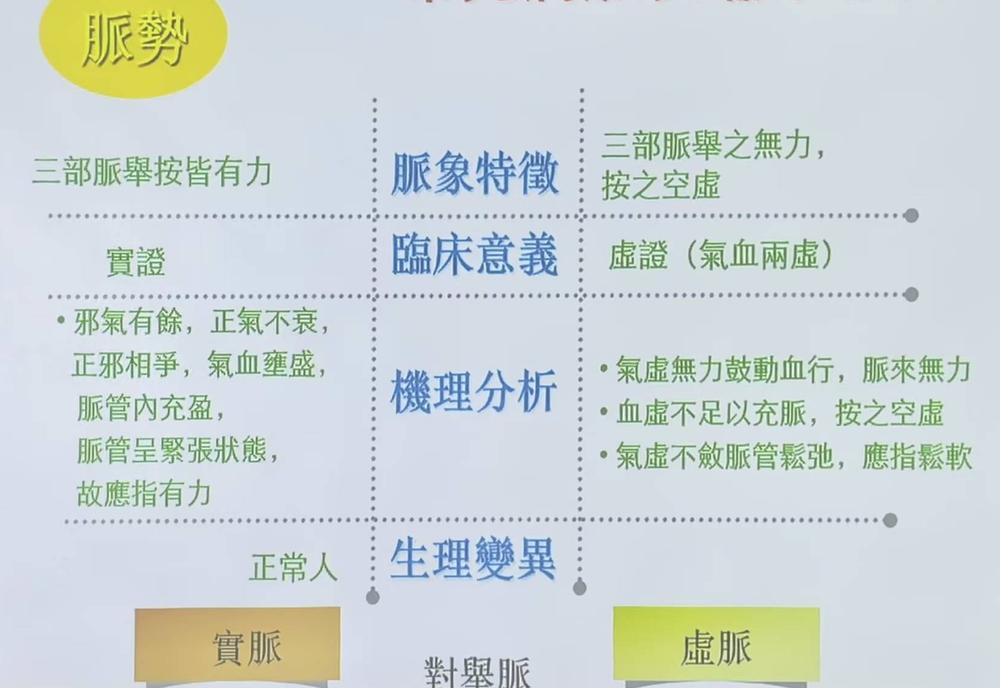 脈勢
三部脈舉按皆有力
脈象特徵
三部脈舉之無力，
按之空虛
實證
臨床意義
虛證（氣血兩虛）
•邪氣有餘，正氣不衰，
正邪相爭，氣血壅盛，
脈管內充盈，
脈管呈緊張狀態，
故應指有力
機理分析
•氣虛無力鼓動血行，脈來無力
•血虛不足以充脈，按之空虛
•氣虛不斂脈管鬆弛，應指鬆軟
正常人
生理變異
實脈
對舉脈
虛脈